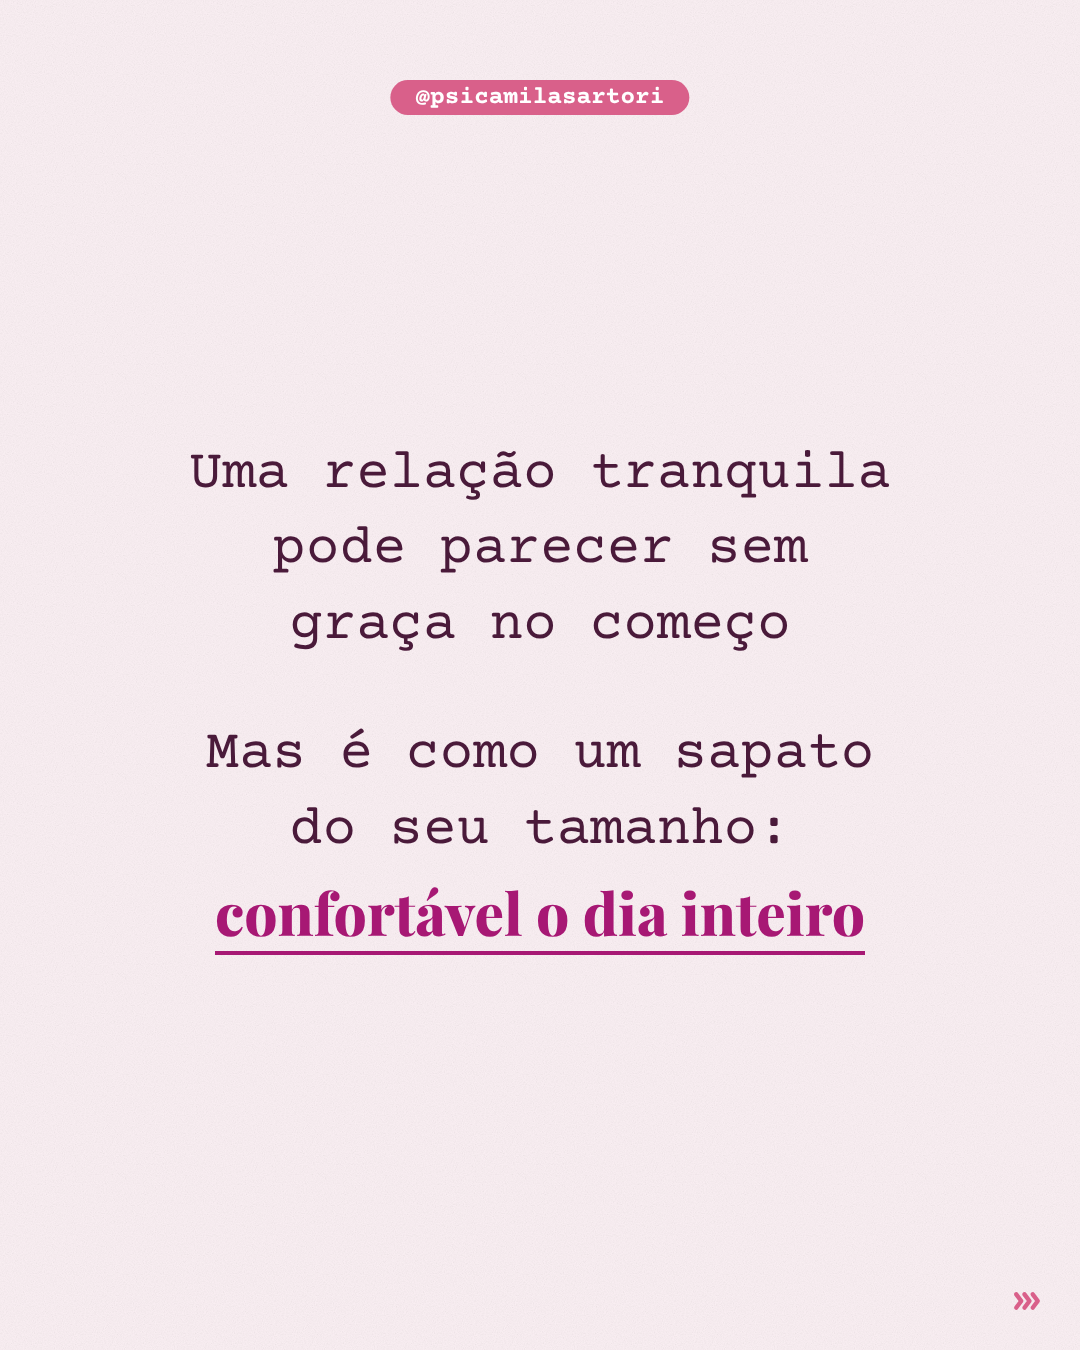 @psicamilasartori
Uma relação tranquila
pode parecer sem
graça no começo
Mas é como um sapato
do seu tamanho:
confortável o dia inteiro